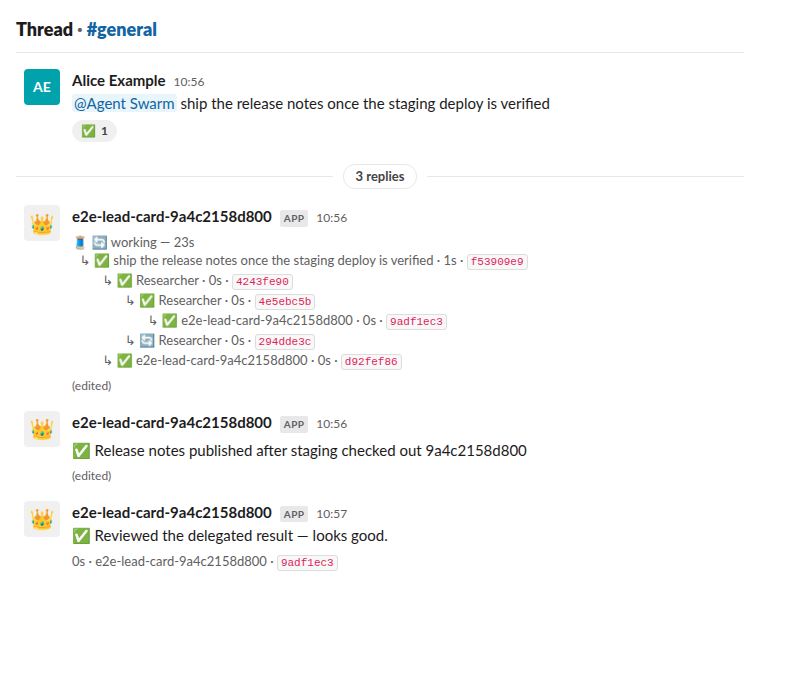 Thread • #general
AE
Alice Example 10:56
@Agent Swarm ship the release notes once the staging deploy is verified
✅ 1
3 replies
e2e-lead-card-9a4c2158d800 APP 10:56
🧵 🔄 working — 23s
↳ ✅ ship the release notes once the staging deploy is verified · 1s · f53909e9
↳ ✅ Researcher · 0s · 4243fe90
↳ ✅ Researcher · 0s · 4e5ebc5b
↳ ✅ e2e-lead-card-9a4c2158d800 · 0s · 9adf1ec3
↳ 🔄 Researcher · 0s · 294dde3c
↳ ✅ e2e-lead-card-9a4c2158d800 · 0s · d92fef86
(edited)
e2e-lead-card-9a4c2158d800 APP 10:56
✅ Release notes published after staging checked out 9a4c2158d800
(edited)
e2e-lead-card-9a4c2158d800 APP 10:57
✅ Reviewed the delegated result — looks good.
0s · e2e-lead-card-9a4c2158d800 · 9adf1ec3